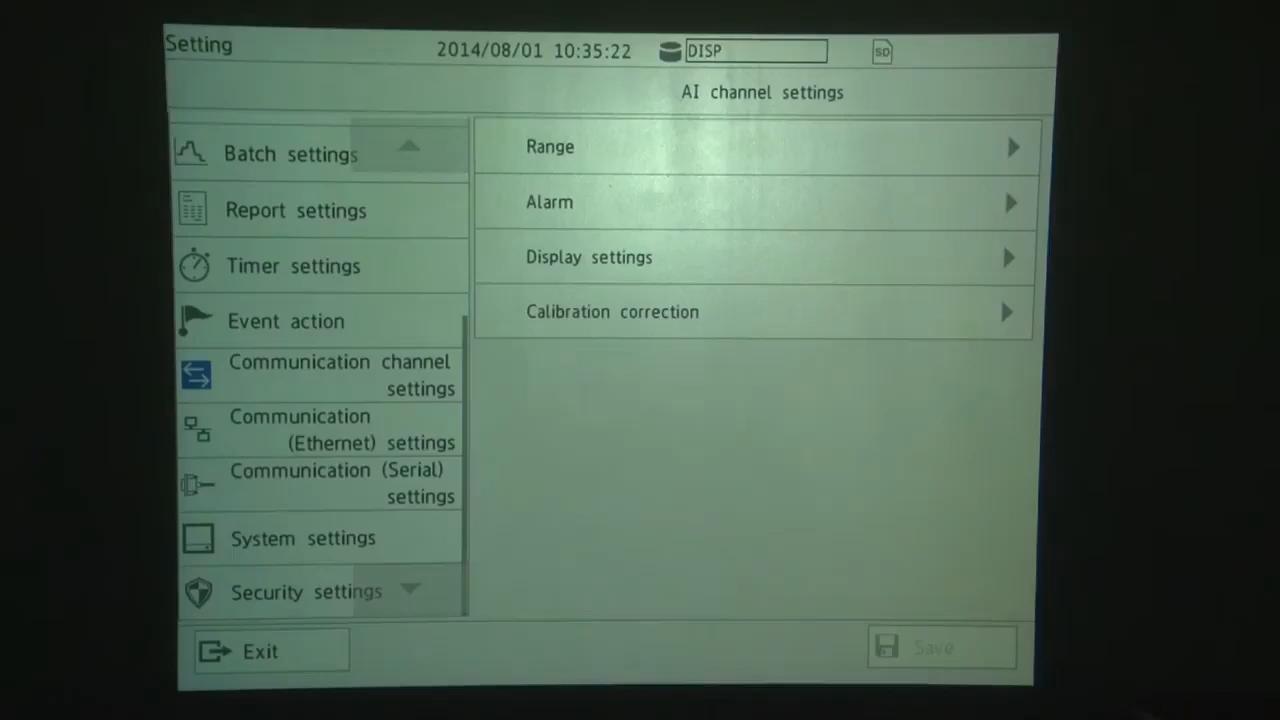 Setting
2014/08/01 10:35:22
DISP
SD
AI channel settings
Batch settings
Report settings
Timer settings
Event action
Communication channel
settings
Communication
(Ethernet) settings
Communication (Serial)
settings
System settings
Security settings
Range
Alarm
Display settings
Calibration correction
Exit
Save